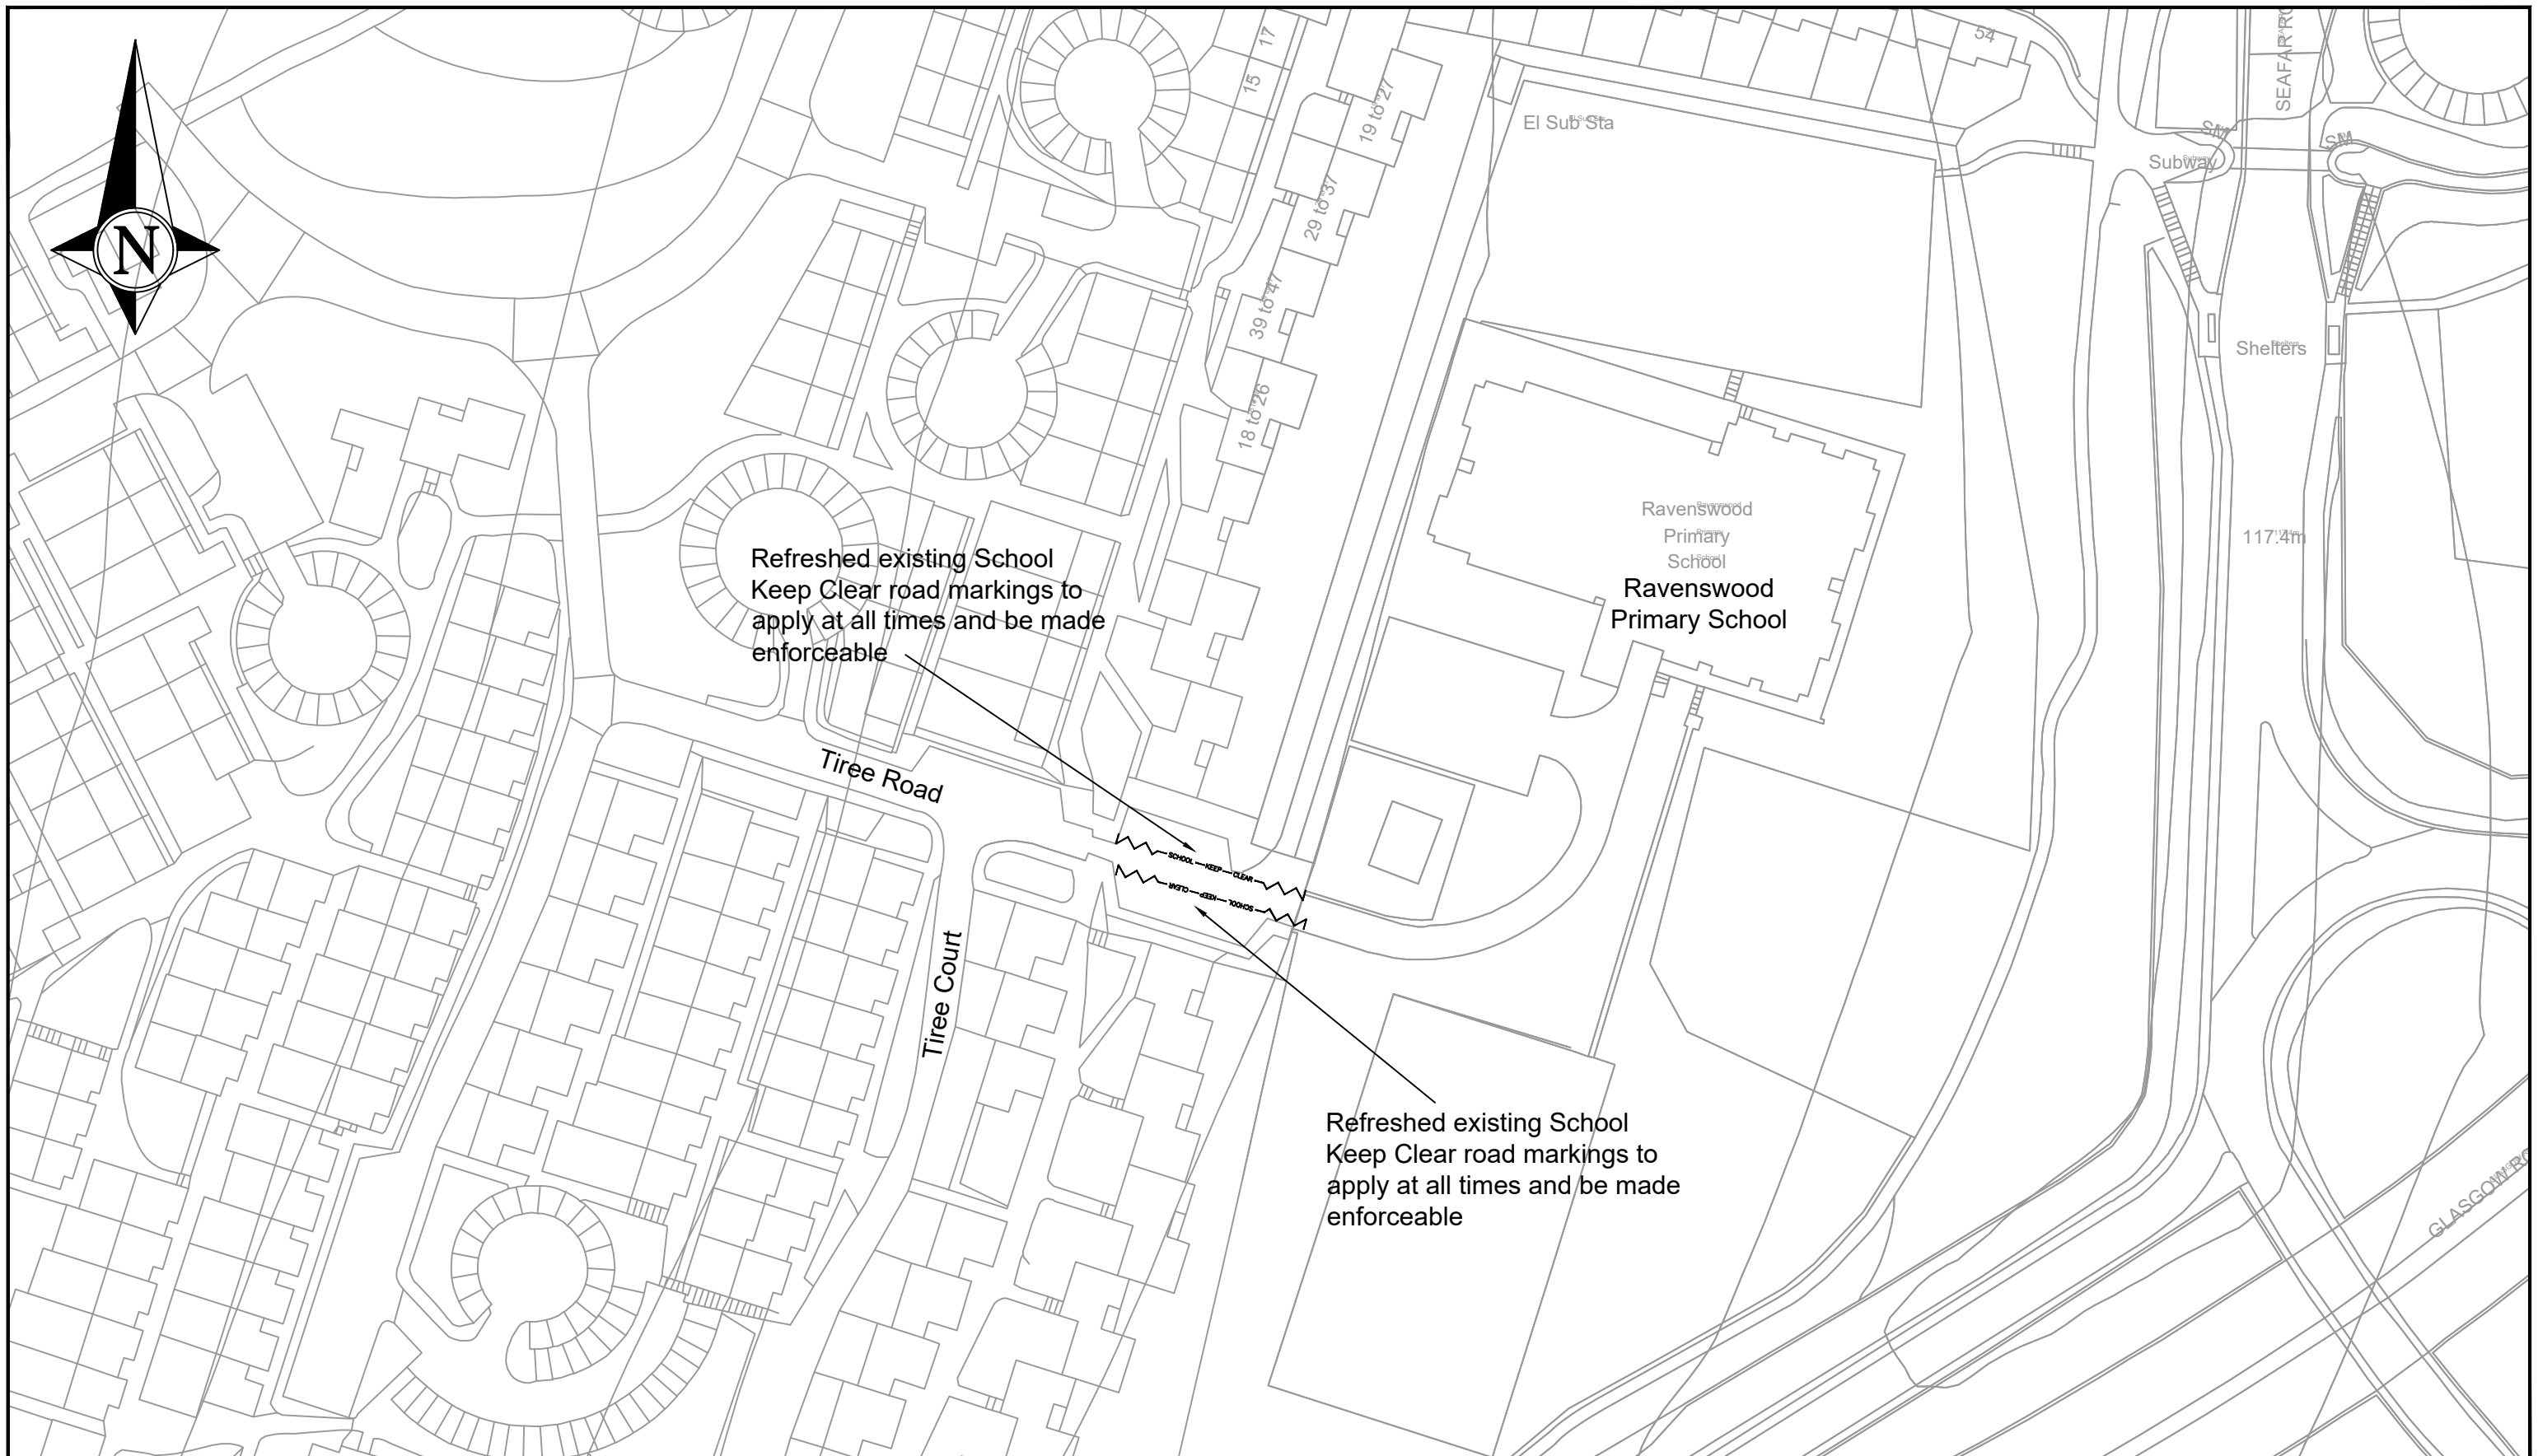 N
17
15
19 to 27
29 to 37
39 to 47
18 to 26
54
El Sub Sta
SM
SM
Subway
Shelters
117.4m
Ravenswood
Primary
School
Ravenswood
Primary School
Refreshed existing School
Keep Clear road markings to
apply at all times and be made
enforceable
Tiree Road
SCHOOL KEEP CLEAR
SCHOOL KEEP CLEAR
Tiree Court
Refreshed existing School
Keep Clear road markings to
apply at all times and be made
enforceable
GLASGOW